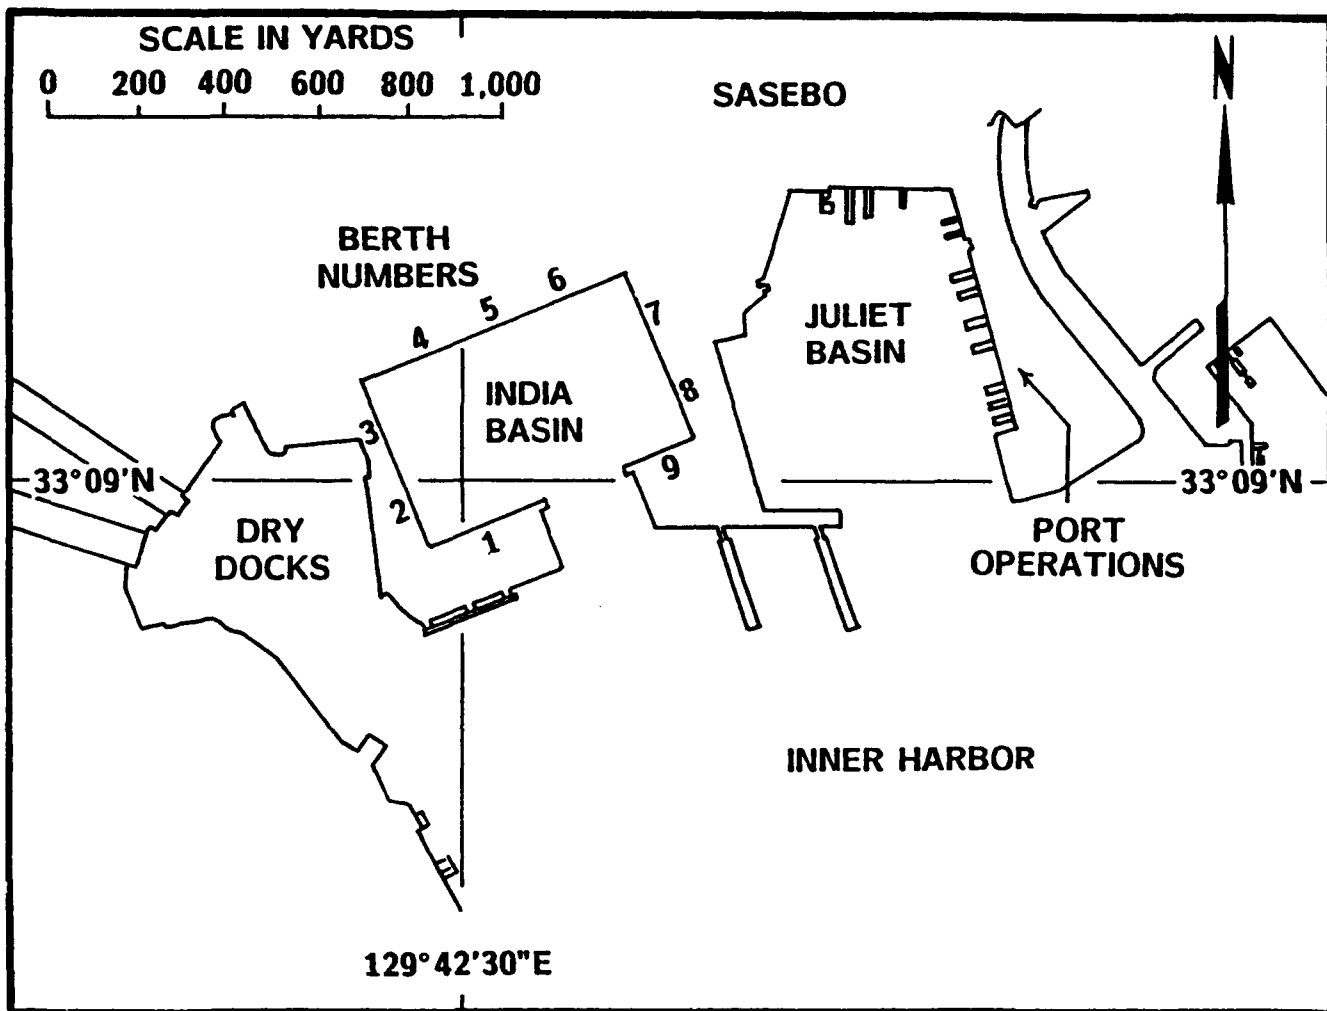 SCALE IN YARDS
0 200 400 600 800 1,000
SASEBO
N
BERTH
NUMBERS
6
5
7
4
JULIET
BASIN
INDIA
BASIN
8
3
9
33°09'N
33°09'N
2
1
DRY
DOCKS
PORT
OPERATIONS
INNER HARBOR
129°42'30"E